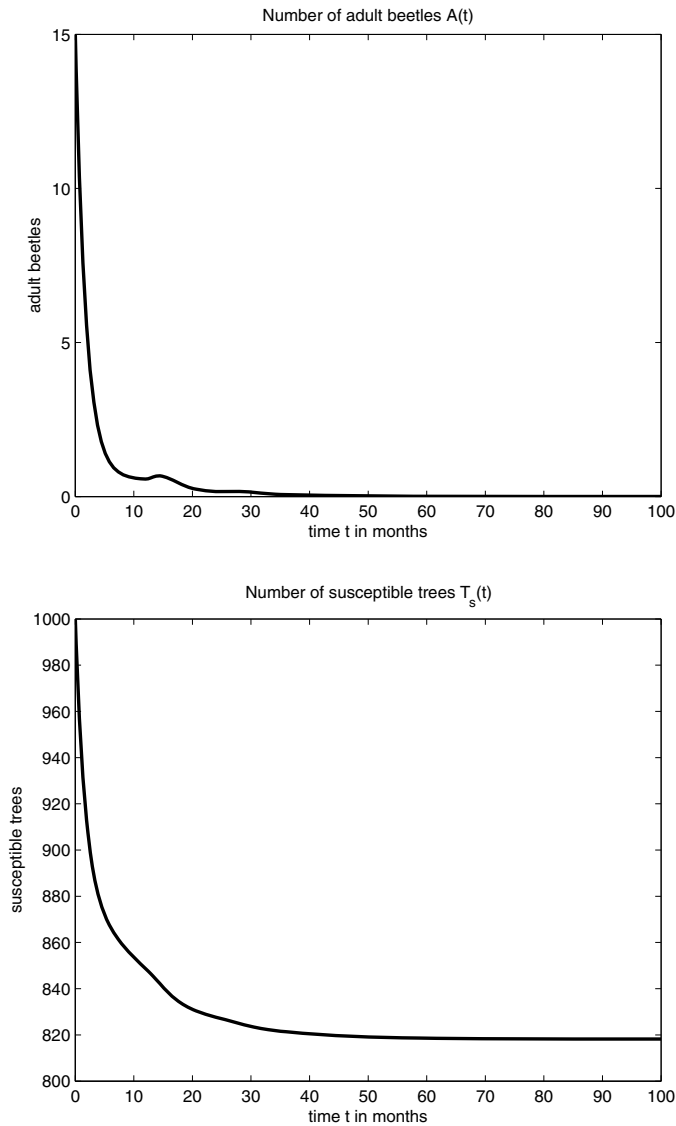 Number of adult beetles A(t)
15
10
5
0
adult beetles
0 10 20 30 40 50 60 70 80 90 100
time t in months
Number of susceptible trees T_s(t)
1000
980
960
940
920
900
880
860
840
820
800
susceptible trees
0 10 20 30 40 50 60 70 80 90 100
time t in months